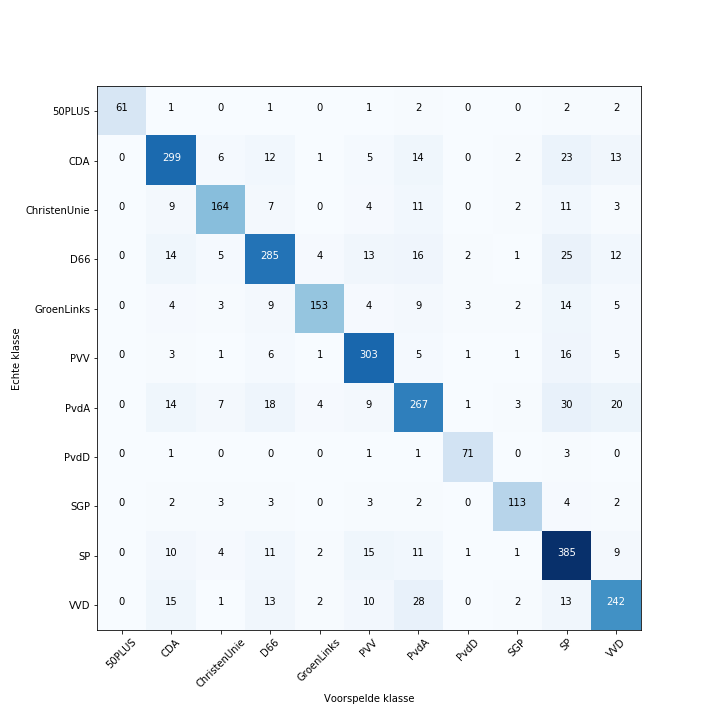 50PLUS 61 1 0 1 0 1 2 0 0 2 2
CDA 0 299 6 12 1 5 14 0 2 23 13
ChristenUnie 0 9 164 7 0 4 11 0 2 11 3
D66 0 14 5 285 4 13 16 2 1 25 12
GroenLinks 0 4 3 9 153 4 9 3 2 14 5
PVV 0 3 1 6 1 303 5 1 1 16 5
PvdA 0 14 7 18 4 9 267 1 3 30 20
PvdD 0 1 0 0 0 1 1 71 0 3 0
SGP 0 2 3 3 0 3 2 0 113 4 2
SP 0 10 4 11 2 15 11 1 1 385 9
VVD 0 15 1 13 2 10 28 0 2 13 242
50PLUS CDA ChristenUnie D66 GroenLinks PVV PvdA PvdD SGP SP VVD
Echte klasse
Voorspelde klasse